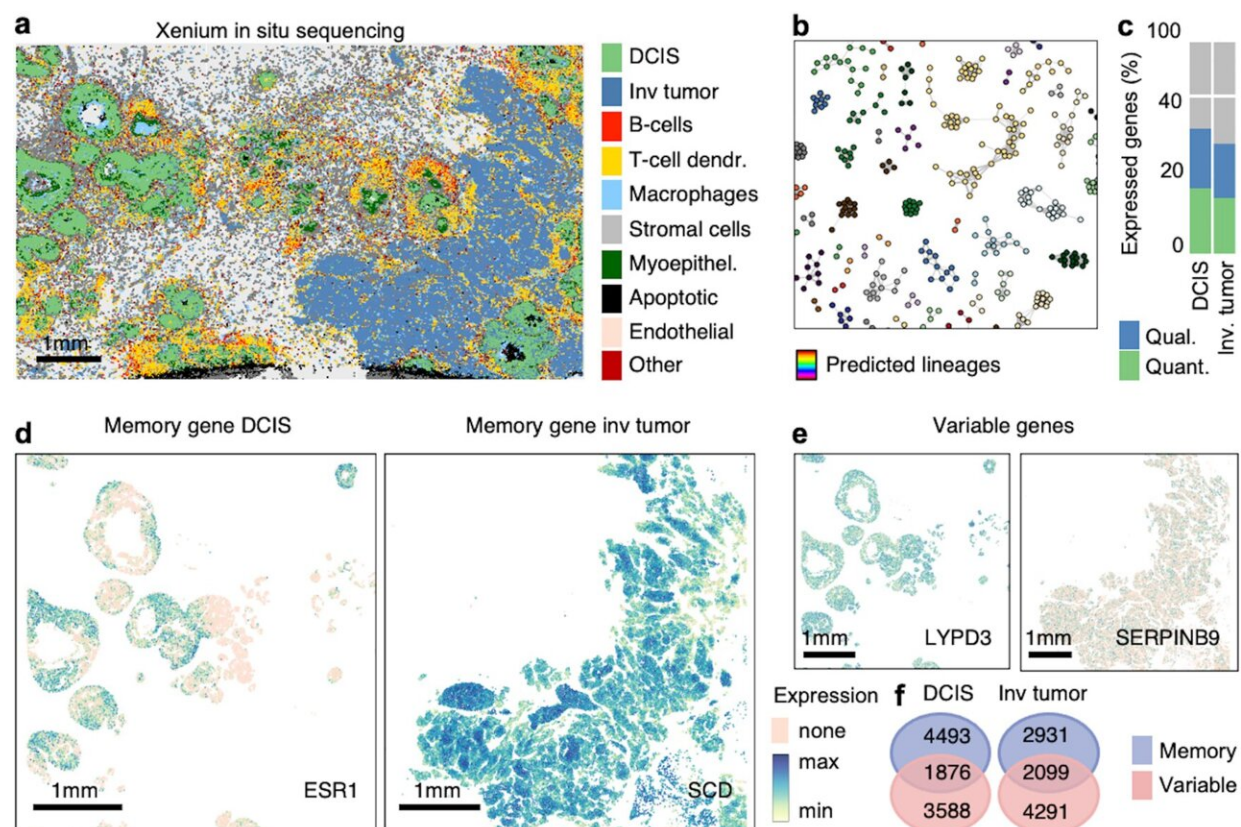 a
Xenium in situ sequencing
DCIS
Inv tumor
B-cells
T-cell dendr.
Macrophages
Stromal cells
Myoepithel.
Apoptotic
Endothelial
Other
1mm
b
Predicted lineages
c
Expressed genes (%)
100
40
20
0
DCIS
Inv. tumor
Qual.
Quant.
d
Memory gene DCIS
1mm
ESR1
Memory gene inv tumor
1mm
SCD
e
Variable genes
1mm
LYPD3
1mm
SERPINB9
Expression
none
max
min
f
DCIS
Inv tumor
4493
2931
1876
2099
3588
4291
Memory
Variable